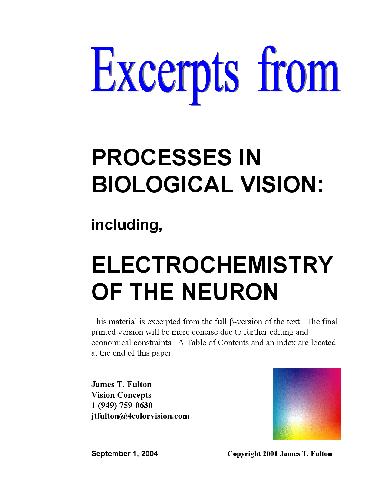 Excerpts from
PROCESSES IN
BIOLOGICAL VISION:
including,
ELECTROCHEMISTRY
OF THE NEURON
This material is excerpted from the full β-version of the text. The final
printed version will be more concise due to further editing and
economical constraints. A Table of Contents and an index are located
at the end of this paper.
James T. Fulton
Vision Concepts
1 (949) 759-0630
jtfulton@4colorvision.com
September 1, 2004
Copyright 2001 James T. Fulton